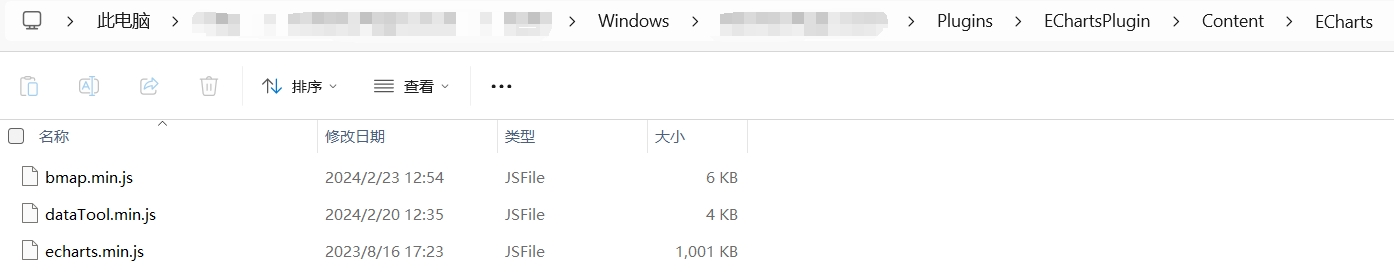 此电脑 > Windows > Plugins > EChartsPlugin > Content > ECharts
排序 查看 •••
名称 修改日期 类型 大小
bmap.min.js 2024/2/23 12:54 JSFile 6 KB
dataTool.min.js 2024/2/20 12:35 JSFile 4 KB
echarts.min.js 2023/8/16 17:23 JSFile 1,001 KB